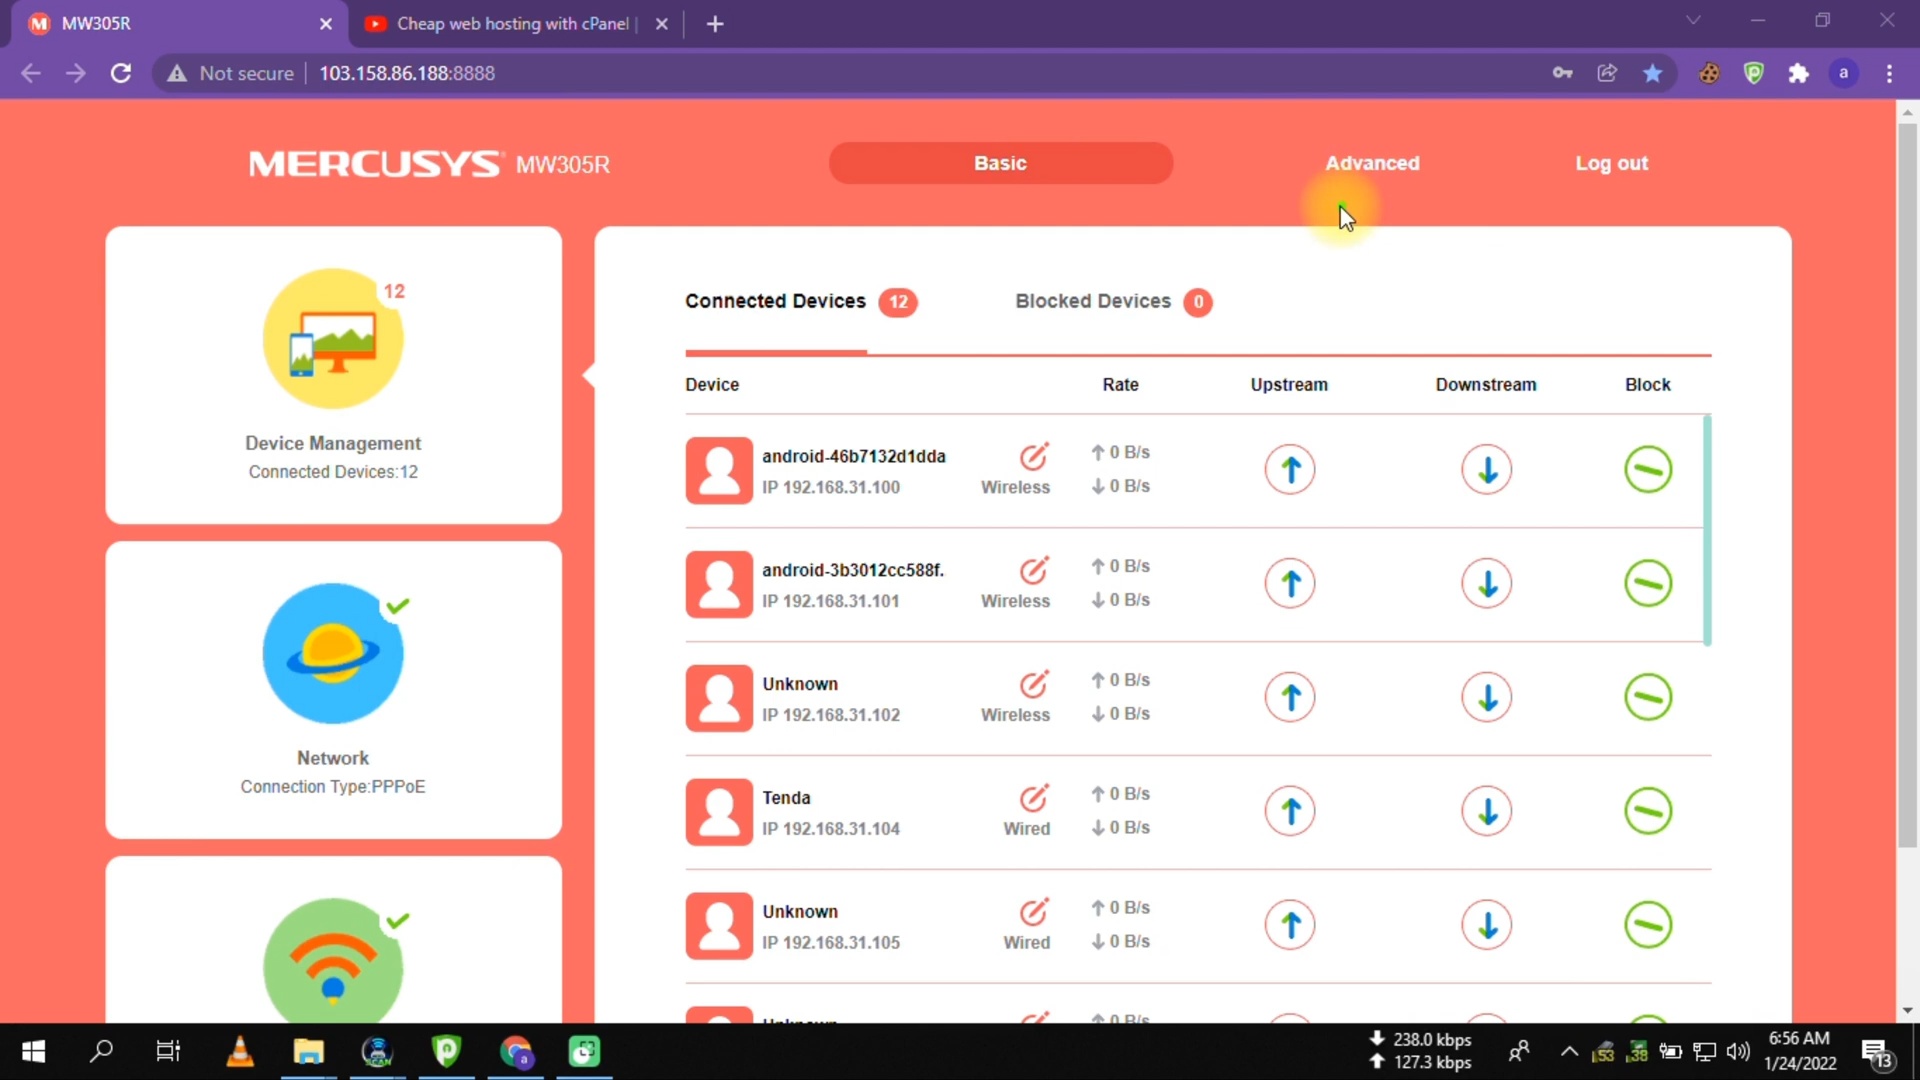 MW305R
Cheap web hosting with cPanel
Not secure
103.158.86.188:8888
a
MERCUSYS MW305R
Basic
Advanced
Log out
12
Device Management
Connected Devices:12
Network
Connection Type:PPPoE
Connected Devices 12
Blocked Devices 0
Device Rate Upstream Downstream Block
android-46b7132d1dda
IP 192.168.31.100
Wireless
0 B/s
0 B/s
android-3b3012cc588f.
IP 192.168.31.101
Wireless
0 B/s
0 B/s
Unknown
IP 192.168.31.102
Wireless
0 B/s
0 B/s
Tenda
IP 192.168.31.104
Wired
0 B/s
0 B/s
Unknown
IP 192.168.31.105
Wired
0 B/s
0 B/s
SCAN
a
238.0 kbps
127.3 kbps
53
38
6:56 AM
1/24/2022
13